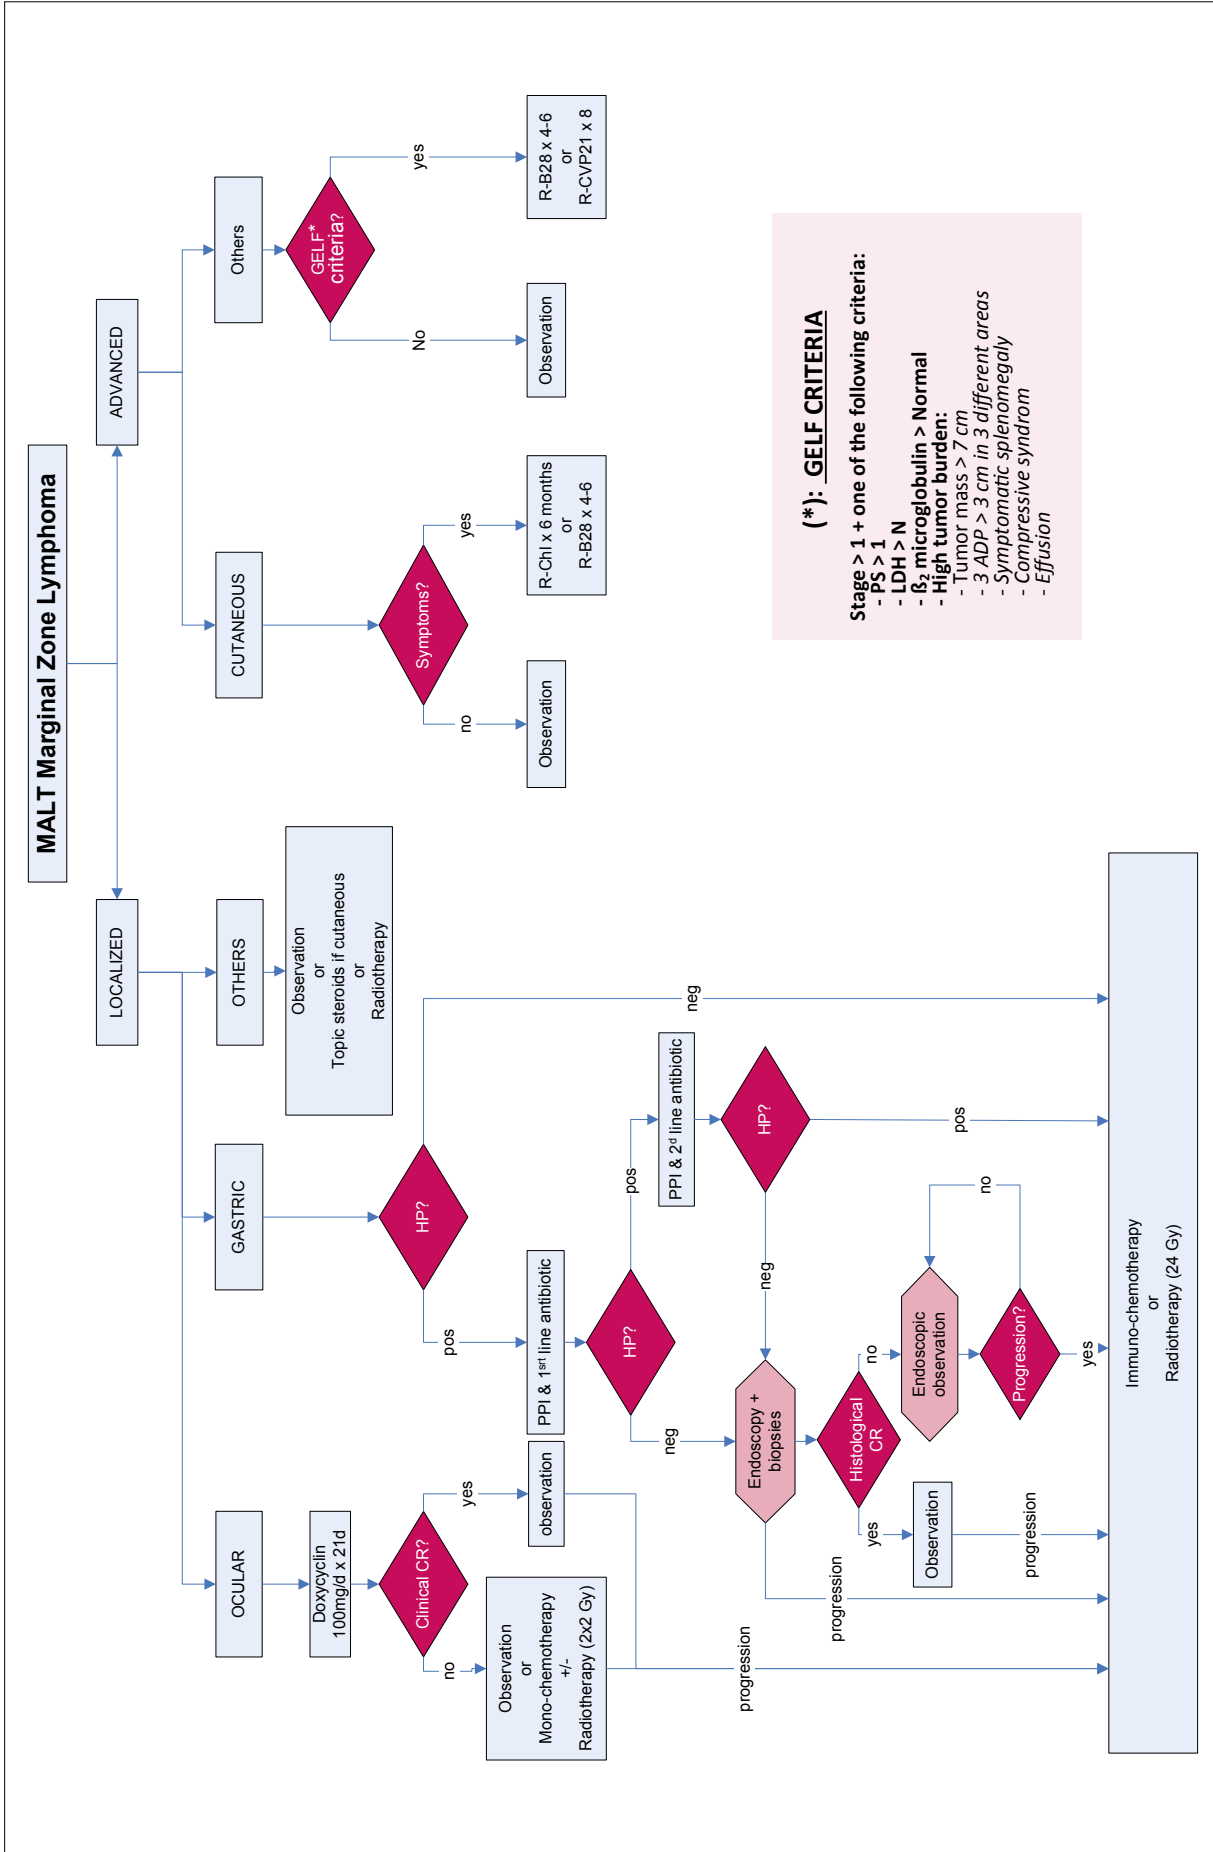 MALT Marginal Zone Lymphoma
LOCALIZED
ADVANCED
OCULAR
GASTRIC
OTHERS
CUTANEOUS
Others
Doxycyclin
100mg/d x 21d
Clinical CR?
no
yes
Observation
or
Mono-chemotherapy
+/-
Radiotherapy (2x2 Gy)
observation
progression
HP?
pos
neg
PPI & 1srt line antibiotic
HP?
neg
pos
PPI & 2d line antibiotic
HP?
neg
pos
Endoscopy +
biopsies
progression
Histological
CR
yes
no
Observation
progression
Endoscopic
observation
Progression?
no
yes
Immuno-chemotherapy
or
Radiotherapy (24 Gy)
Observation
or
Topic steroids if cutaneous
or
Radiotherapy
Symptoms?
no
yes
Observation
R-Chl x 6 months
or
R-B28 x 4-6
GELF*
criteria?
No
yes
Observation
R-B28 x 4-6
or
R-CVP21 x 8
(*): GELF CRITERIA
Stage > 1 + one of the following criteria:
- PS > 1
- LDH > N
- ß2 microglobulin > Normal
- High tumor burden:
- Tumor mass > 7 cm
- 3 ADP > 3 cm in 3 different areas
- Symptomatic splenomegaly
- Compressive syndrom
- Effusion